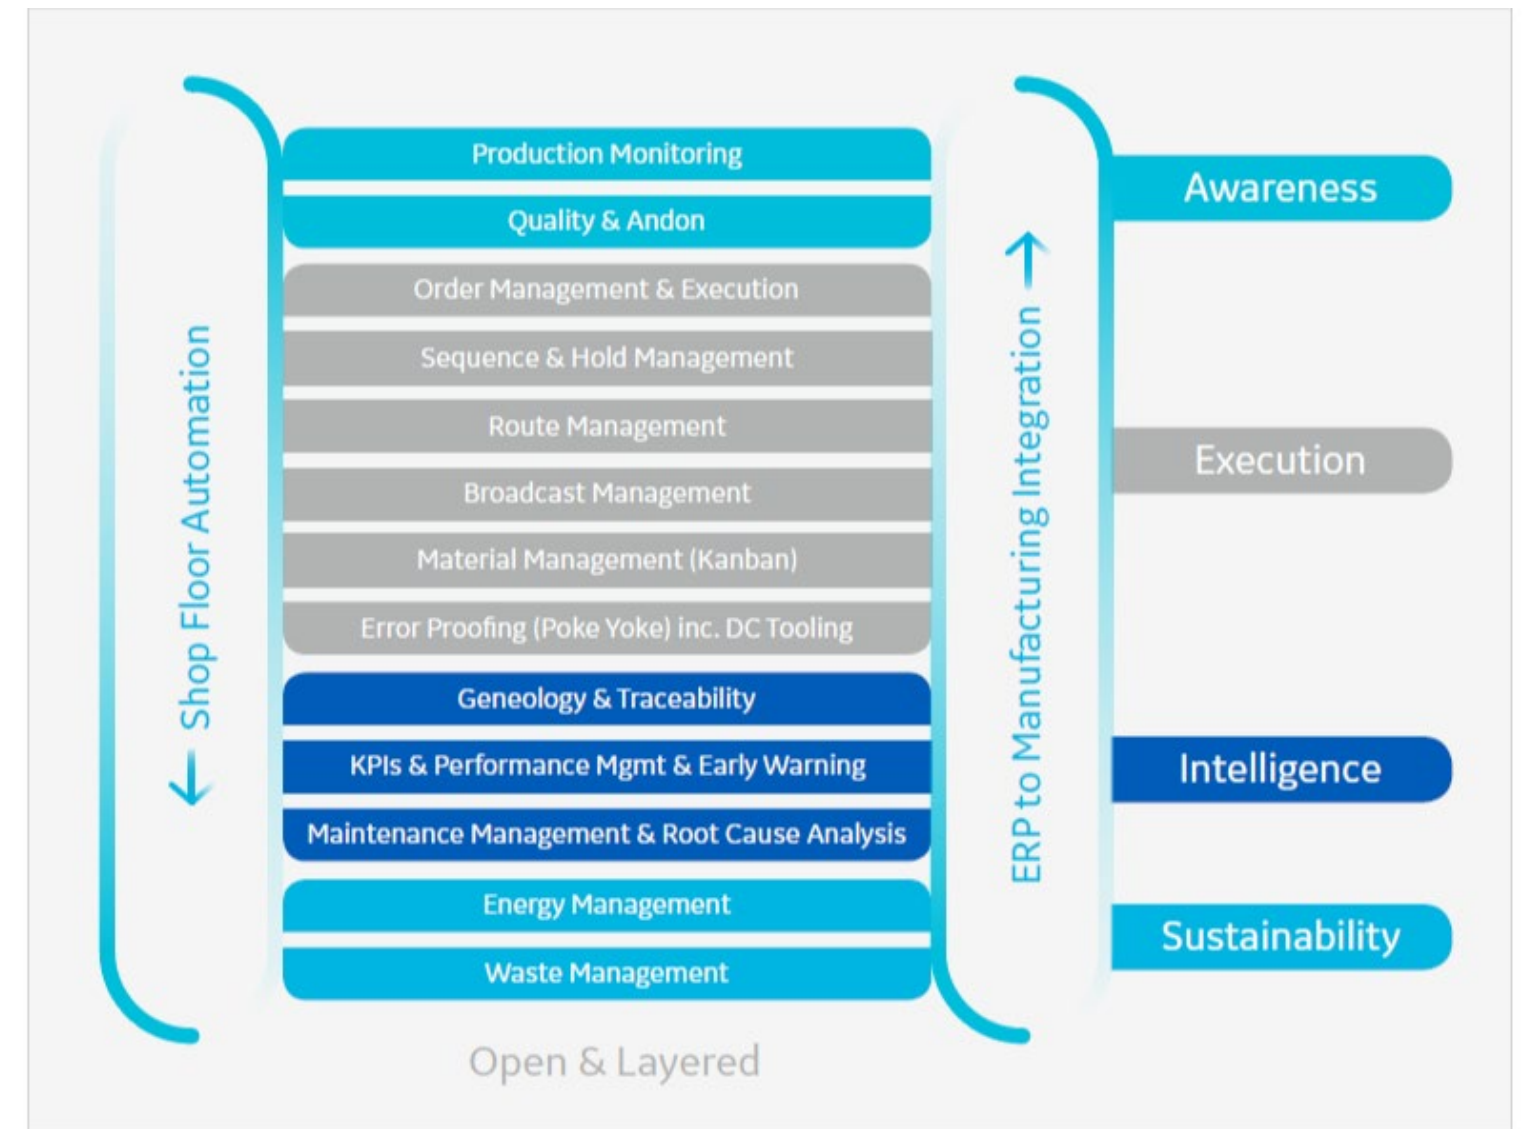 Shop Floor Automation
Production Monitoring
Quality & Andon
Order Management & Execution
Sequence & Hold Management
Route Management
Broadcast Management
Material Management (Kanban)
Error Proofing (Poke Yoke) inc. DC Tooling
Geneology & Traceability
KPIs & Performance Mgmt & Early Warning
Maintenance Management & Root Cause Analysis
Energy Management
Waste Management
Open & Layered
ERP to Manufacturing Integration
Awareness
Execution
Intelligence
Sustainability